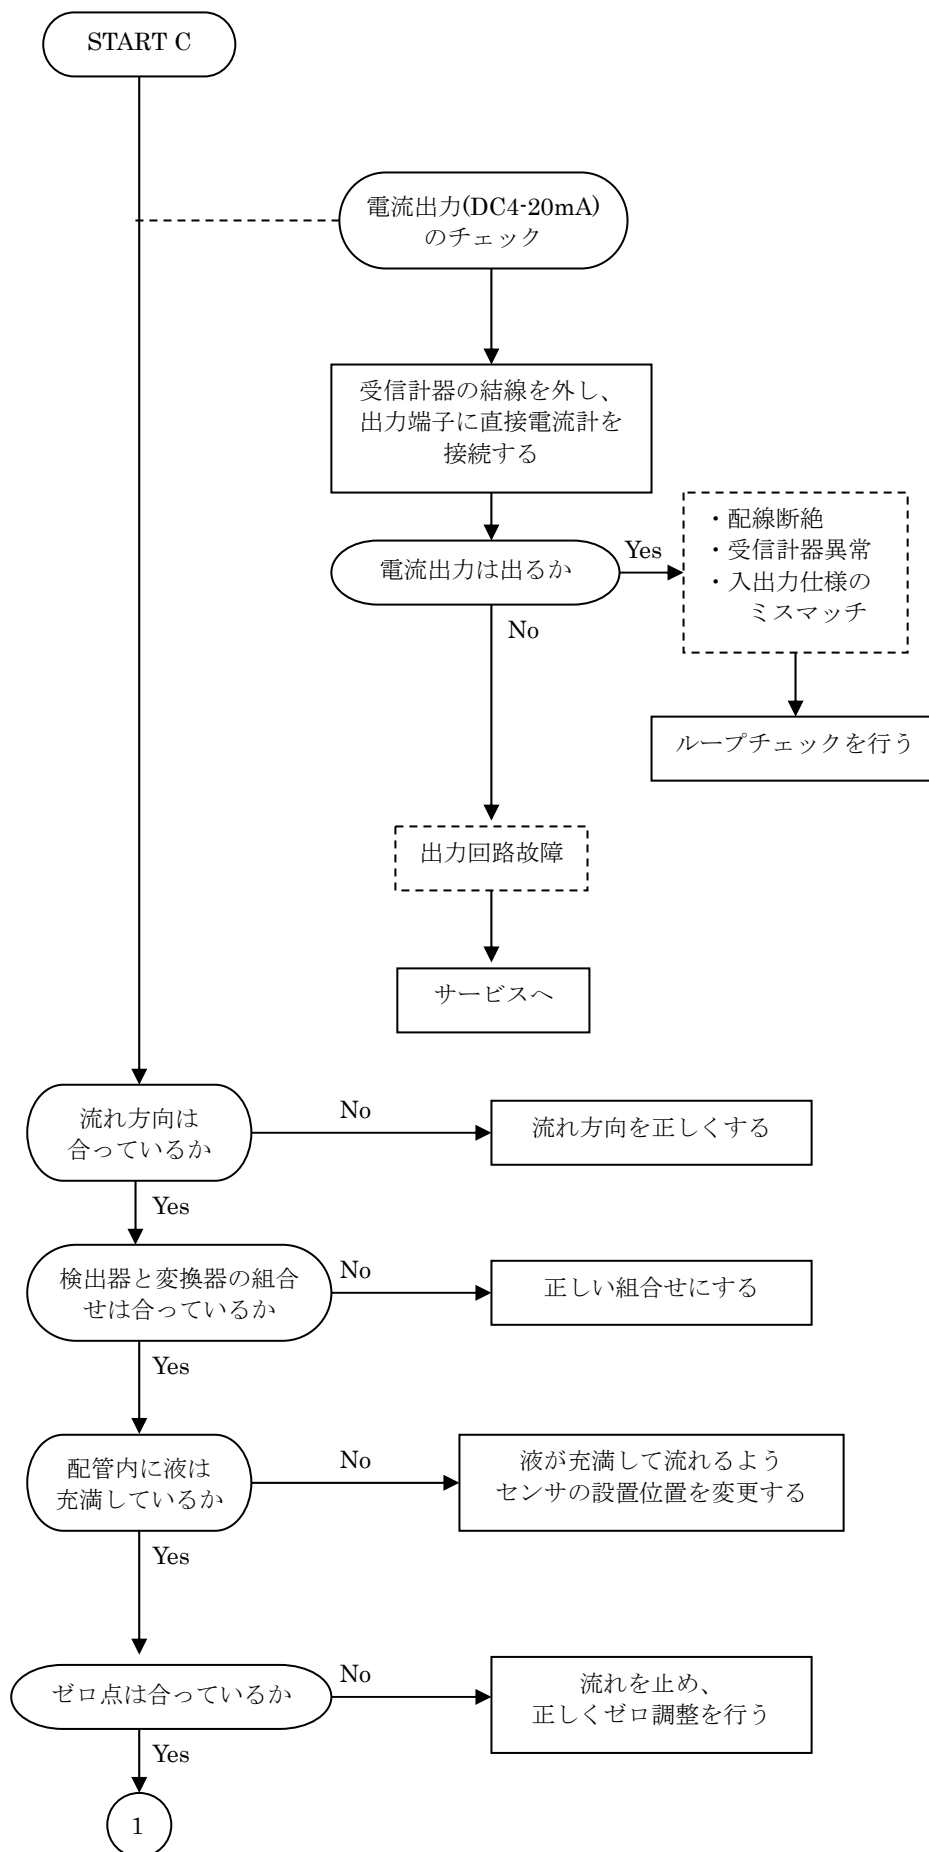 START C
電流出力(DC4-20mA)
のチェック
受信計器の結線を外し、
出力端子に直接電流計を
接続する
電流出力は出るか
Yes
・配線断絶
・受信計器異常
・入出力仕様の
ミスマッチ
No
ループチェックを行う
出力回路故障
サービスへ
流れ方向は
合っているか
No
流れ方向を正しくする
Yes
検出器と変換器の組合
せは合っているか
No
正しい組合せにする
Yes
配管内に液は
充満しているか
No
液が充満して流れるよう
センサの設置位置を変更する
Yes
ゼロ点は合っているか
No
流れを止め、
正しくゼロ調整を行う
Yes
1